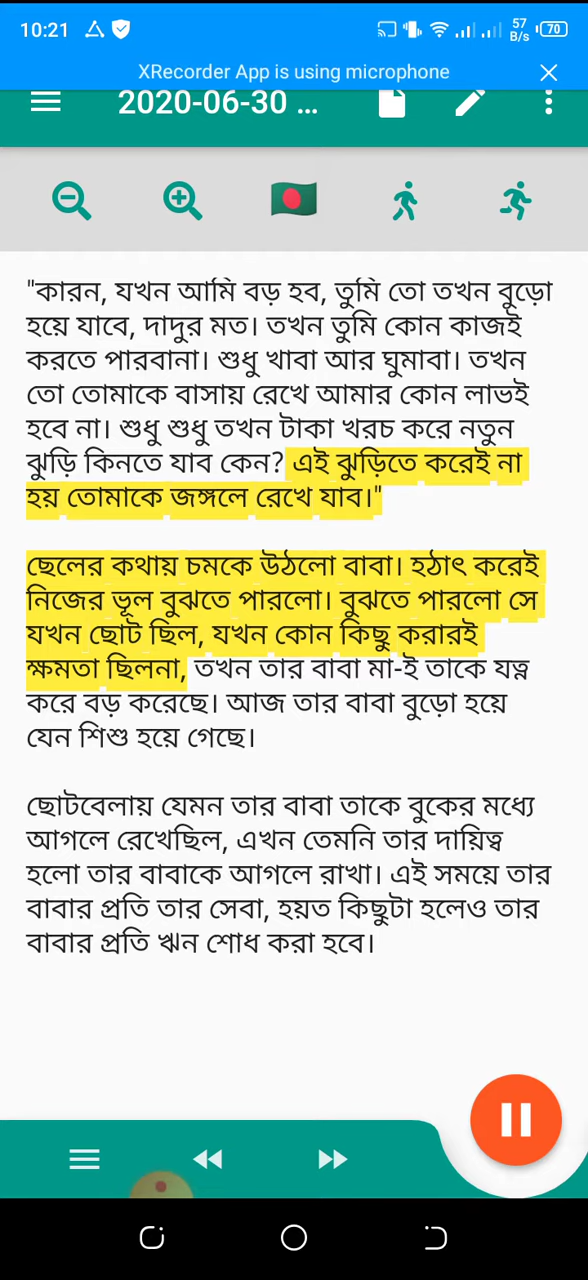 10:21
57
B/s
70
XRecorder App is using microphone
2020-06-30 ...
"কারন, যখন আমি বড় হব, তুমি তো তখন বুড়ো
হয়ে যাবে, দাদুর মত। তখন তুমি কোন কাজই
করতে পারবানা। শুধু খাবা আর ঘুমাবা। তখন
তো তোমাকে বাসায় রেখে আমার কোন লাভই
হবে না। শুধু শুধু তখন টাকা খরচ করে নতুন
ঝুড়ি কিনতে যাব কেন? এই ঝুড়িতে করেই না
হয় তোমাকে জঙ্গলে রেখে যাব।"
ছেলের কথায় চমকে উঠলো বাবা। হঠাৎ করেই
নিজের ভূল বুঝতে পারলো। বুঝতে পারলো সে
যখন ছোট ছিল, যখন কোন কিছু করারই
ক্ষমতা ছিলনা, তখন তার বাবা মা-ই তাকে যত্ন
করে বড় করেছে। আজ তার বাবা বুড়ো হয়ে
যেন শিশু হয়ে গেছে।
ছোটবেলায় যেমন তার বাবা তাকে বুকের মধ্যে
আগলে রেখেছিল, এখন তেমনি তার দায়িত্ব
হলো তার বাবাকে আগলে রাখা। এই সময়ে তার
বাবার প্রতি তার সেবা, হয়ত কিছুটা হলেও তার
বাবার প্রতি ঋন শোধ করা হবে।